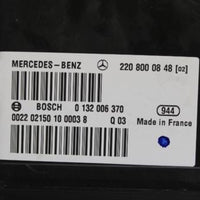 MERCEDES-BENZ 220 800 08 48 [02]
BOSCH 0 132 006 370 944
0022 02150 10 0003 8 Q 03 Made in France